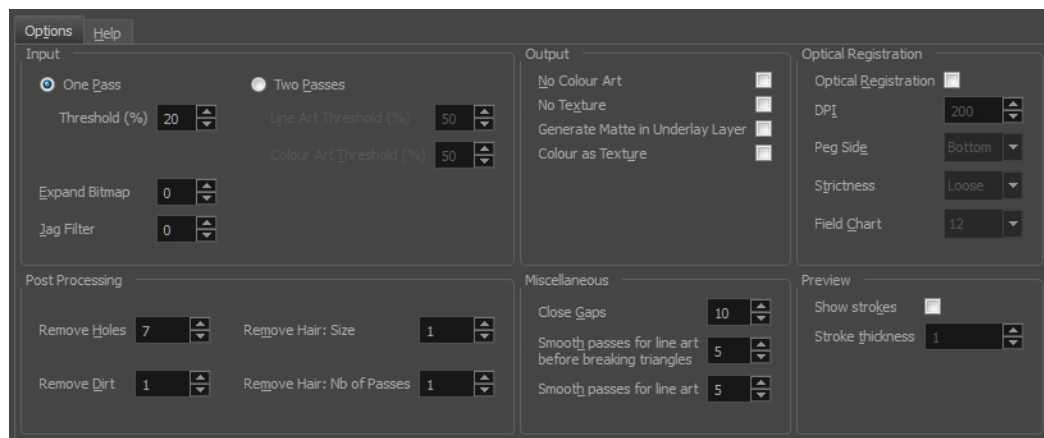 Options
Help
Input
One Pass
Two Passes
Threshold (%) 20
Line Art Threshold (%) 50
Colour Art Threshold (%) 50
Expand Bitmap 0
Jag Filter 0
Output
No Colour Art
No Texture
Generate Matte in Underlay Layer
Colour as Texture
Optical Registration
Optical Registration
DPI 200
Peg Side Bottom
Strictness Loose
Field Chart 12
Post Processing
Remove Holes 7
Remove Hair: Size 1
Remove Dirt 1
Remove Hair: Nb of Passes 1
Miscellaneous
Close Gaps 10
Smooth passes for line art
before breaking triangles 5
Smooth passes for line art 5
Preview
Show strokes
Stroke thickness 1